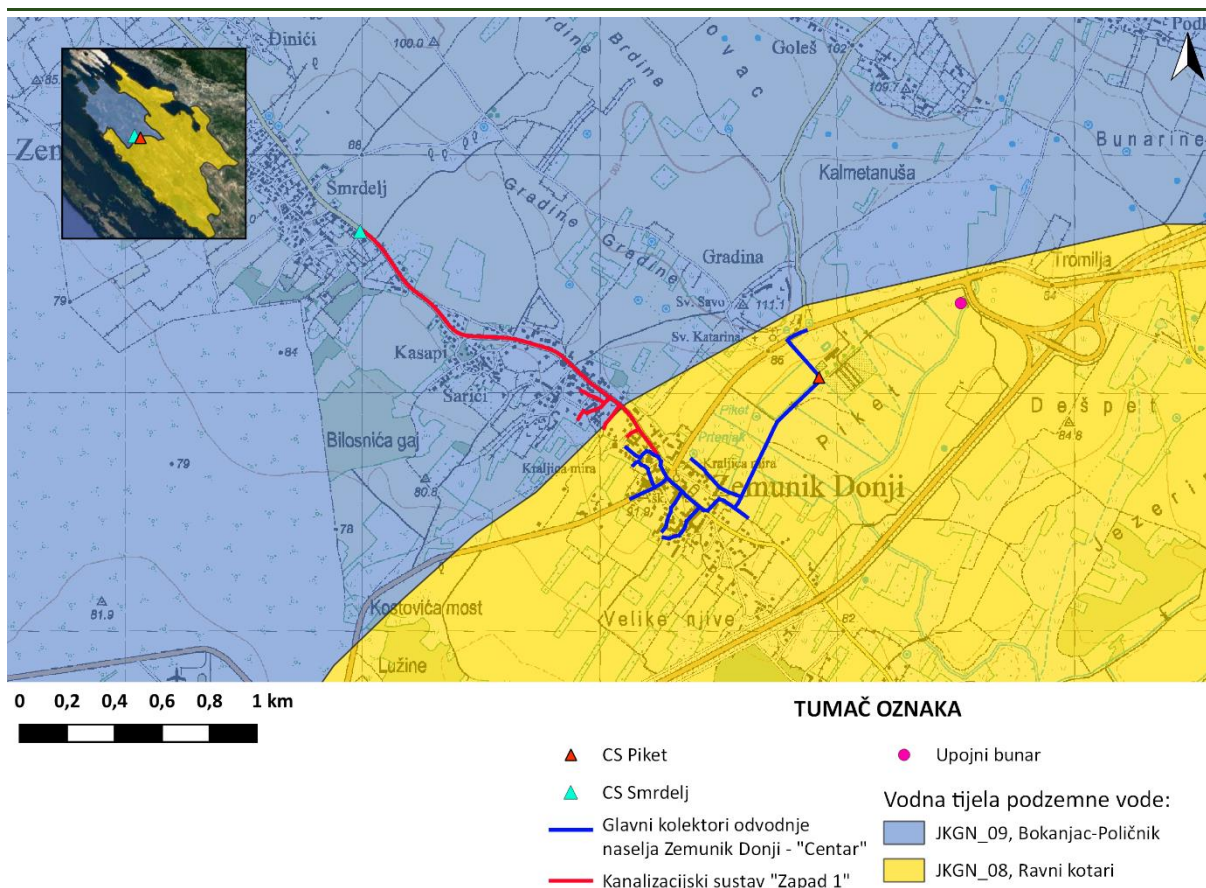 Đinići
100.0
Brdine
Brdine
Ovac
Goleš
102
109.7
Bunarine
88
Smrdelj
Gradine
Gradine
Kalmetanuša
Gradina
Sv. Savo
111.1
Sv. Katarina
Tromilja
84
79
84
Kasapi
Šarići
86
Piket
Piket
Prienjak
Dešpet
84.8
Bilosnića gaj
79
80.8
Kraljica mira
Kraljica mira
Zemunik Donji
šk.
91.9
78
Kostovića most
81.9
Lužine
Velike njive
82
0 0,2 0,4 0,6 0,8 1 km
TUMAČ OZNAKA
CS Piket
CS Smrdelj
Glavni kolektori odvodnje
naselja Zemunik Donji - "Centar"
Kanalizacijski sustav "Zapad 1"
Upojni bunar
Vodna tijela podzemne vode:
JKGN_09, Bokanjac-Poličnik
JKGN_08, Ravni kotari